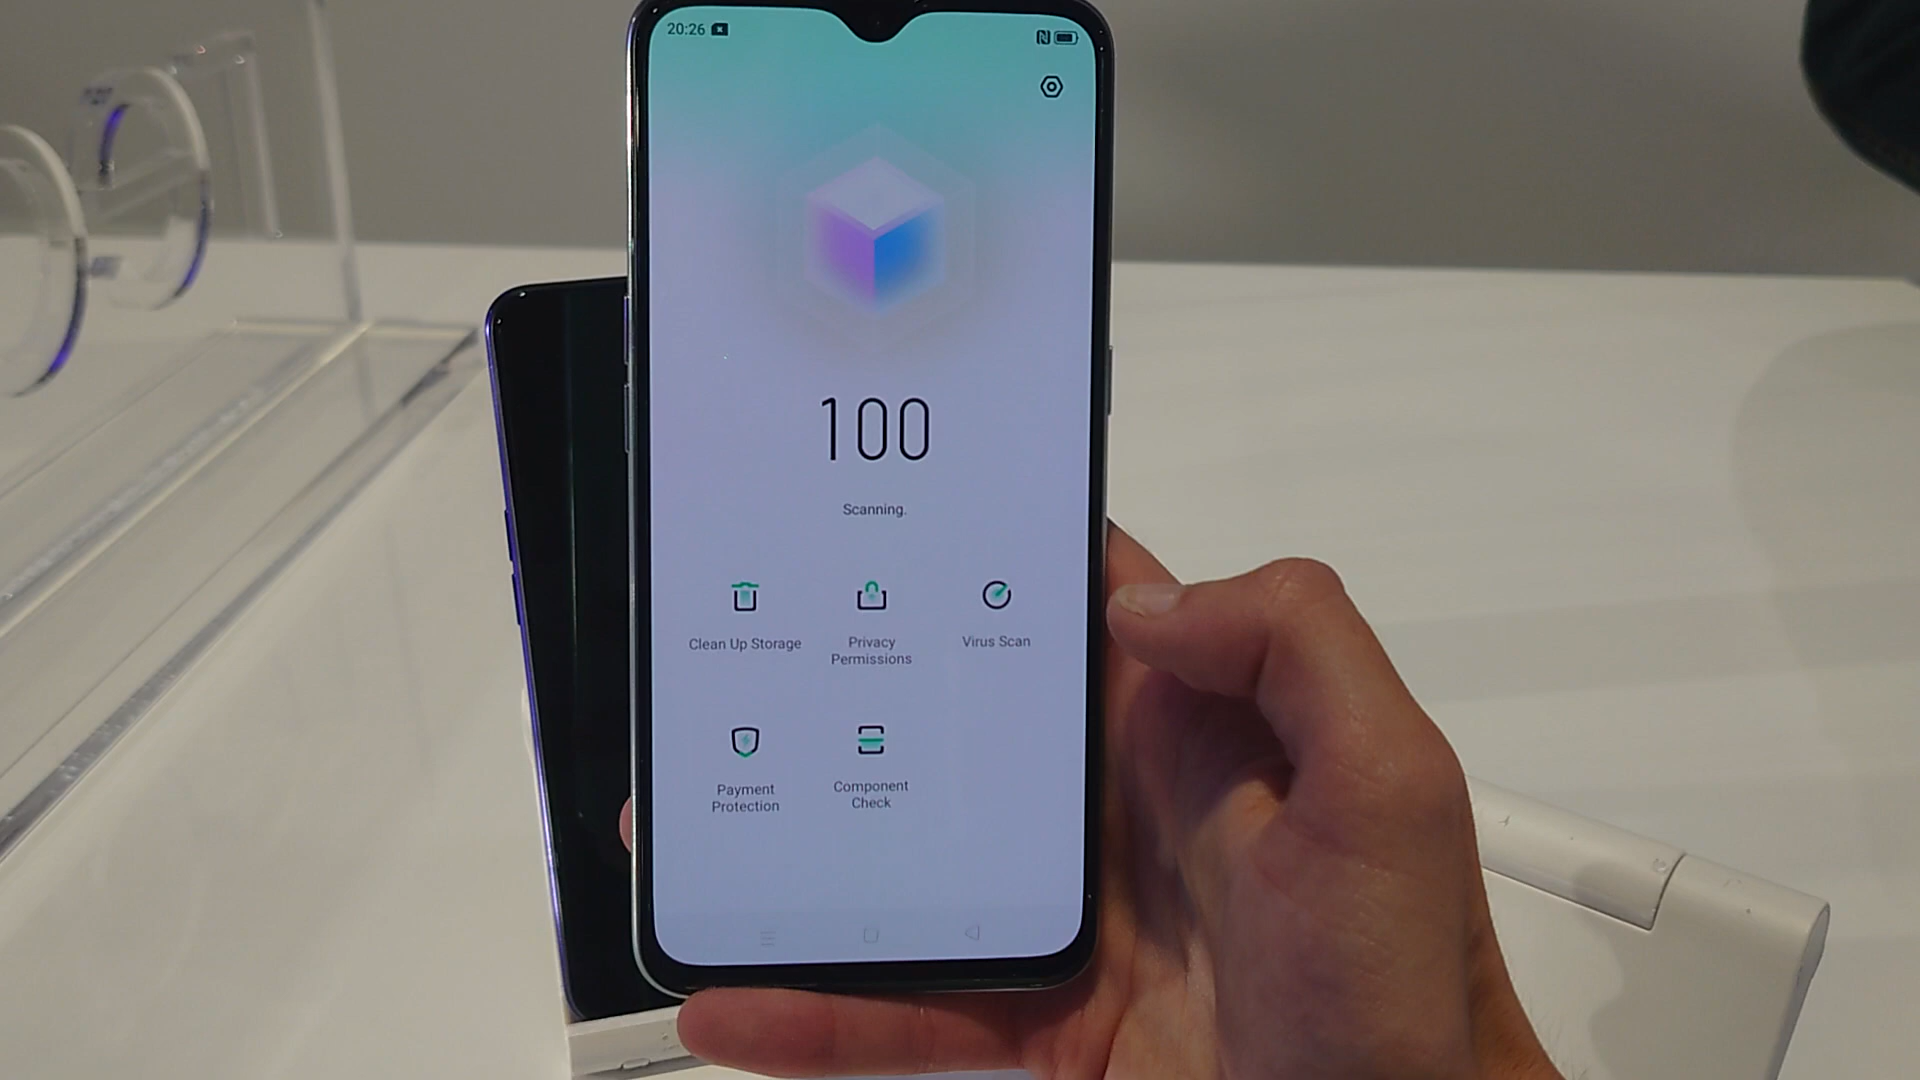 20:26
100
Scanning.
Clean Up Storage
Privacy
Permissions
Virus Scan
Payment
Protection
Component
Check